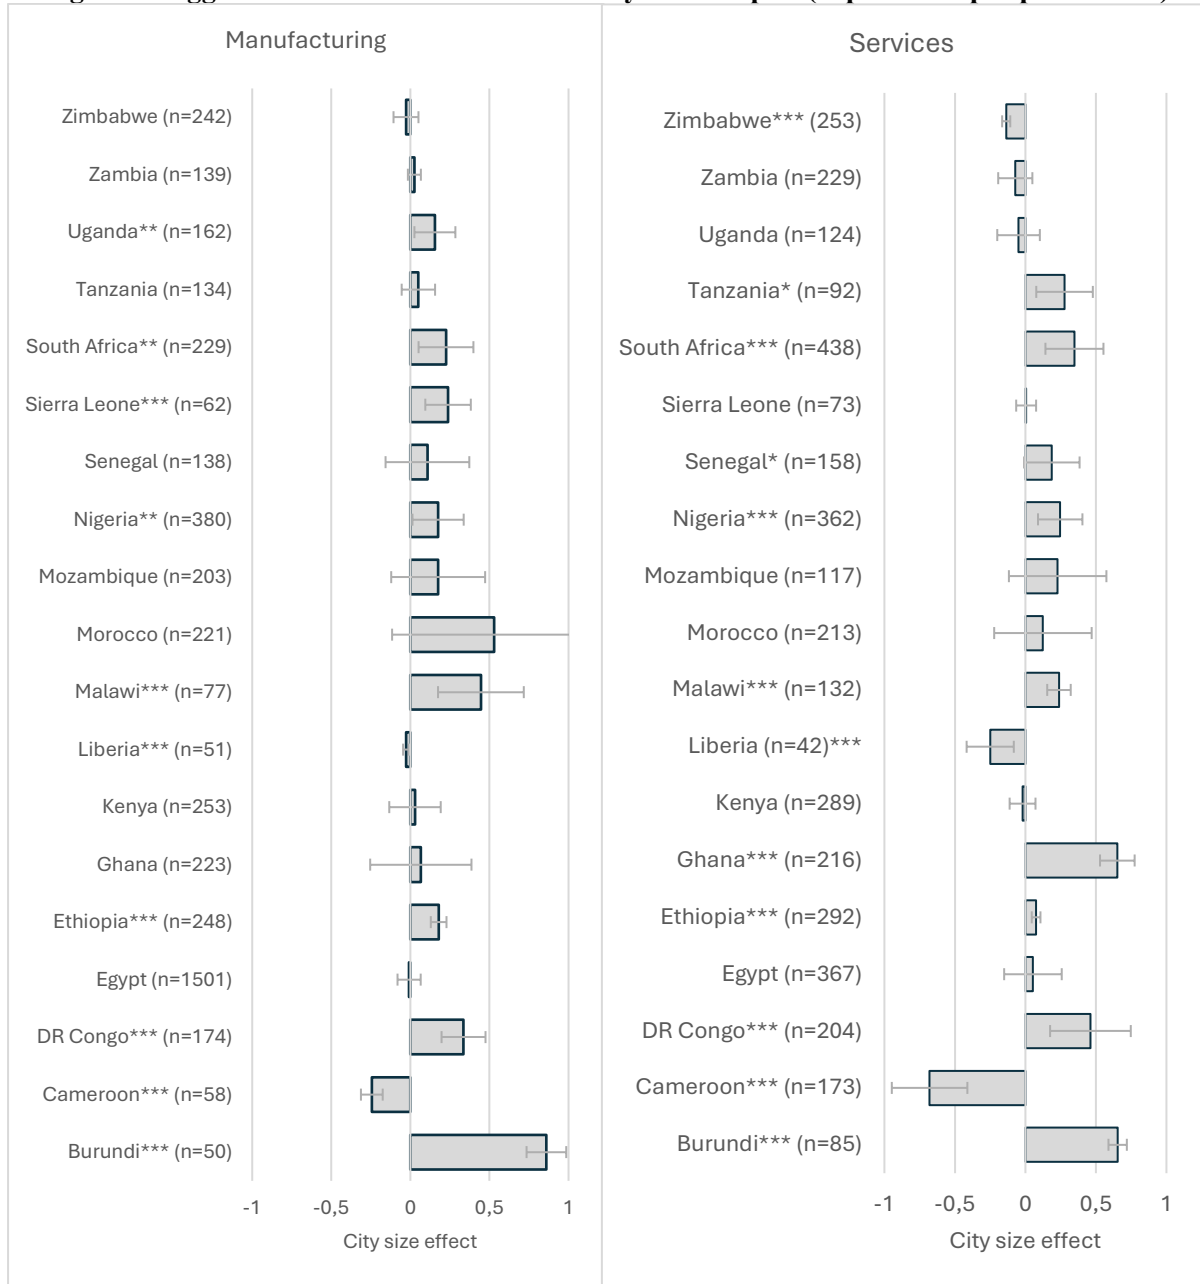 Manufacturing
Zimbabwe (n=242)
Zambia (n=139)
Uganda** (n=162)
Tanzania (n=134)
South Africa** (n=229)
Sierra Leone*** (n=62)
Senegal (n=138)
Nigeria** (n=380)
Mozambique (n=203)
Morocco (n=221)
Malawi*** (n=77)
Liberia*** (n=51)
Kenya (n=253)
Ghana (n=223)
Ethiopia*** (n=248)
Egypt (n=1501)
DR Congo*** (n=174)
Cameroon*** (n=58)
Burundi*** (n=50)
-1 -0,5 0 0,5 1
City size effect
Services
Zimbabwe*** (253)
Zambia (n=229)
Uganda (n=124)
Tanzania* (n=92)
South Africa*** (n=438)
Sierra Leone (n=73)
Senegal* (n=158)
Nigeria*** (n=362)
Mozambique (n=117)
Morocco (n=213)
Malawi*** (n=132)
Liberia (n=42)***
Kenya (n=289)
Ghana*** (n=216)
Ethiopia*** (n=292)
Egypt (n=367)
DR Congo*** (n=204)
Cameroon*** (n=173)
Burundi*** (n=85)
-1 -0,5 0 0,5 1
City size effect